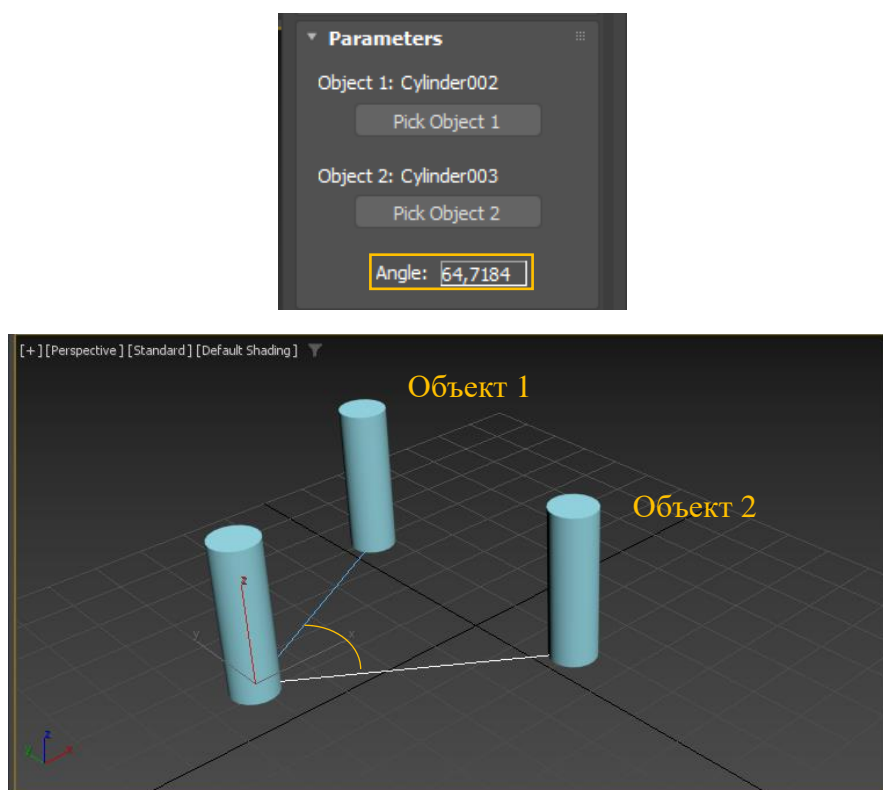 Parameters
Object 1: Cylinder002
Pick Object 1
Object 2: Cylinder003
Pick Object 2
Angle: 64,7184
[+] [Perspective] [Standard] [Default Shading]
Объект 1
Объект 2
z
y
x
z
y
x